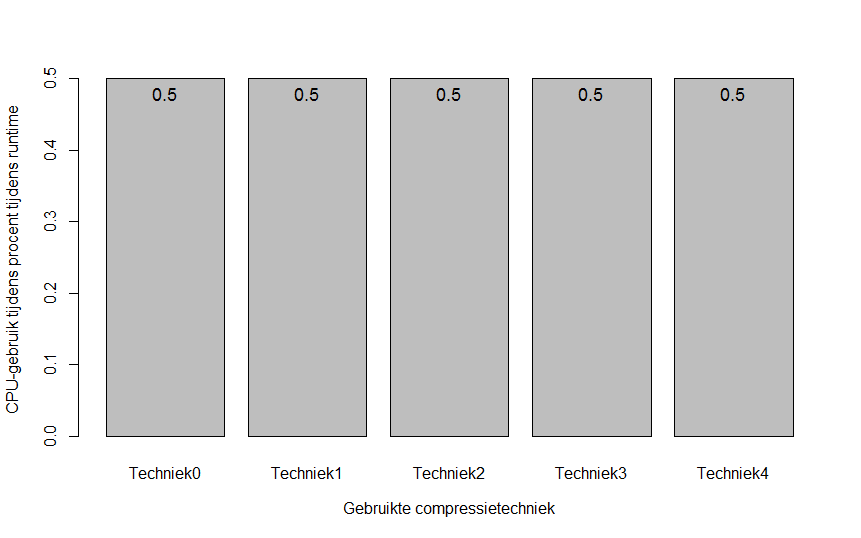 CPU-gebruik tijdens procent tijdens runtime
0.5
0.4
0.3
0.2
0.1
0.0
0.5 0.5 0.5 0.5 0.5
Techniek0 Techniek1 Techniek2 Techniek3 Techniek4
Gebruikte compressietechniek